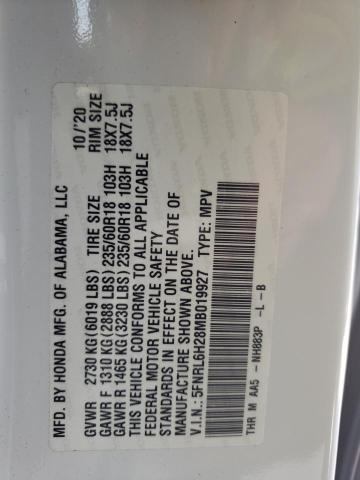 MFD. BY HONDA MFG. OF ALABAMA, LLC 10/'20
GVWR 2730 KG(6019 LBS) TIRE SIZE RIM SIZE
GAWR F 1310 KG(2888 LBS)235/60R18 103H 18X7.5J
GAWR R 1465 KG(3230 LBS)235/60R18 103H 18X7.5J
THIS VEHICLE CONFORMS TO ALL APPLICABLE
FEDERAL MOTOR VEHICLE SAFETY
STANDARDS IN EFFECT ON THE DATE OF
MANUFACTURE SHOWN ABOVE.
V.I.N.: 5FNRL6H28MB019927 TYPE: MPV
THR M AA5 - NH883P -L-B